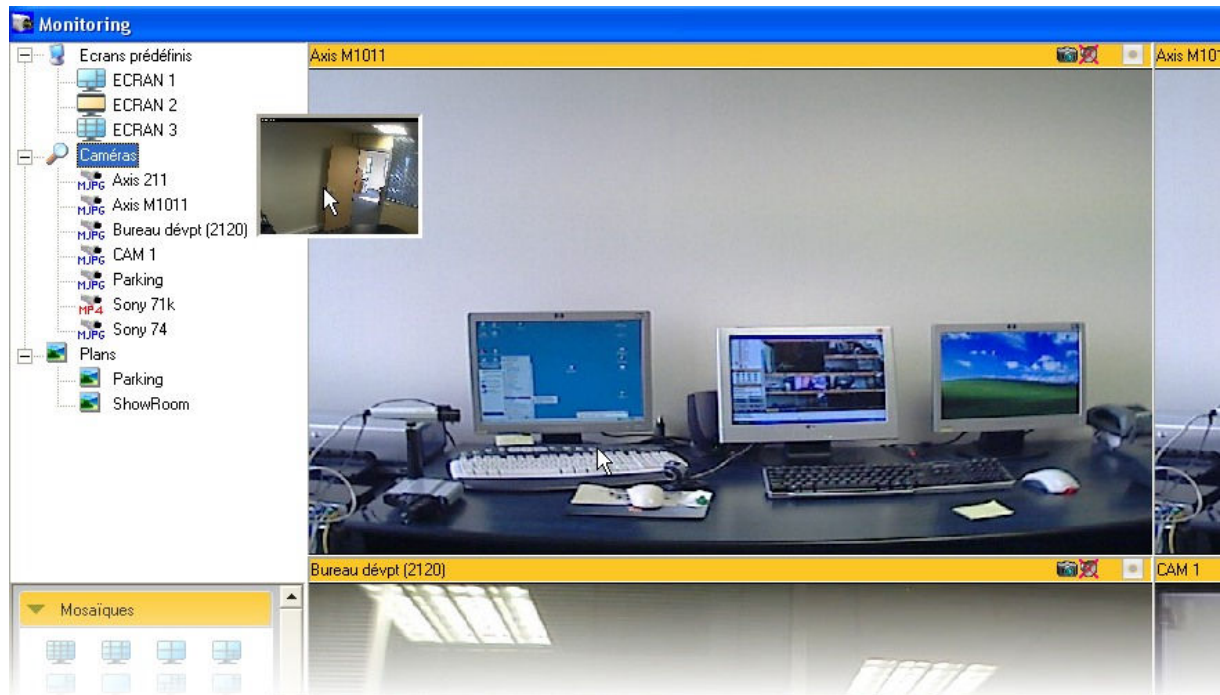 Monitoring
Ecrans prédéfinis
ECRAN 1
ECRAN 2
ECRAN 3
Caméras
MJPG Axis 211
MJPG Axis M1011
MJPG Bureau dévpt (2120)
MJPG CAM 1
MJPG Parking
MP4 Sony 71k
MJPG Sony 74
Plans
Parking
ShowRoom
Mosaïques
Axis M1011
Axis M10
Bureau dévpt (2120)
CAM 1